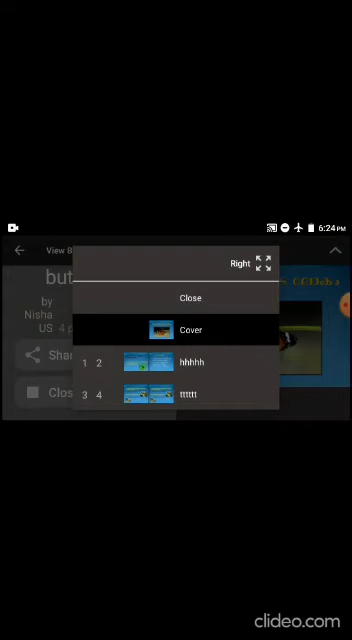 6:24 PM
View 8
Right
but
Close
by
Nisha
US 4 p
Cover
Shar
1 2 hhhhh
Clos
3 4 tttttt
clideo.com